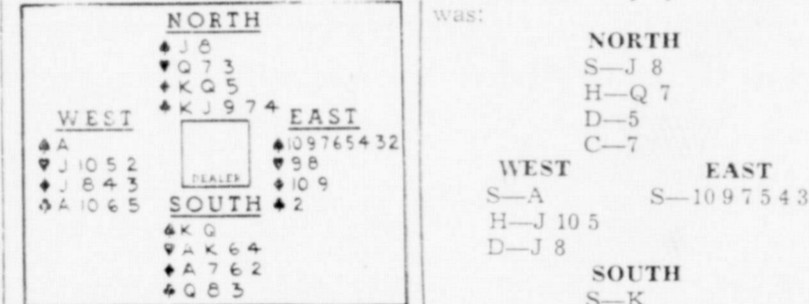 NORTH
♠ J 8
♥ Q 7 3
♦ K Q 5
♣ K J 9 7 4
WEST
♠ A
♥ J 10 5 2
♦ J 8 4 3
♣ A 10 6 5
EAST
♠ 10 9 7 6 5 4 3 2
♥ 9 8
♦ 10 9
♣ 2
DEALER
SOUTH
♠ K Q
♥ A K 6 4
♦ A 7 6 2
♣ Q 8 3
was:
NORTH
S—J 8
H—Q 7
D—5
C—7
WEST
S—A
H—J 10 5
D—J 8
EAST
S—10 9 7 5 4 3
SOUTH
S—K